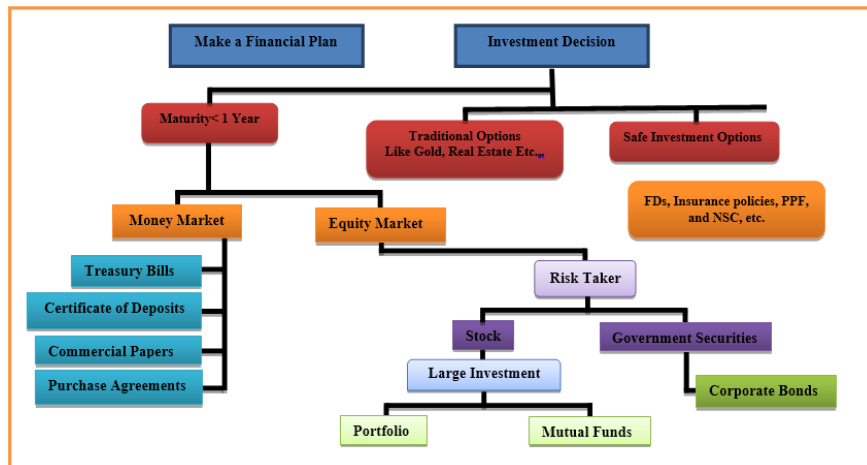 Make a Financial Plan
Investment Decision
Maturity< 1 Year
Traditional Options
Like Gold, Real Estate Etc.,,
Safe Investment Options
FDs, Insurance policies, PPF,
and NSC, etc.
Money Market
Equity Market
Treasury Bills
Certificate of Deposits
Commercial Papers
Purchase Agreements
Risk Taker
Stock
Government Securities
Large Investment
Corporate Bonds
Portfolio
Mutual Funds